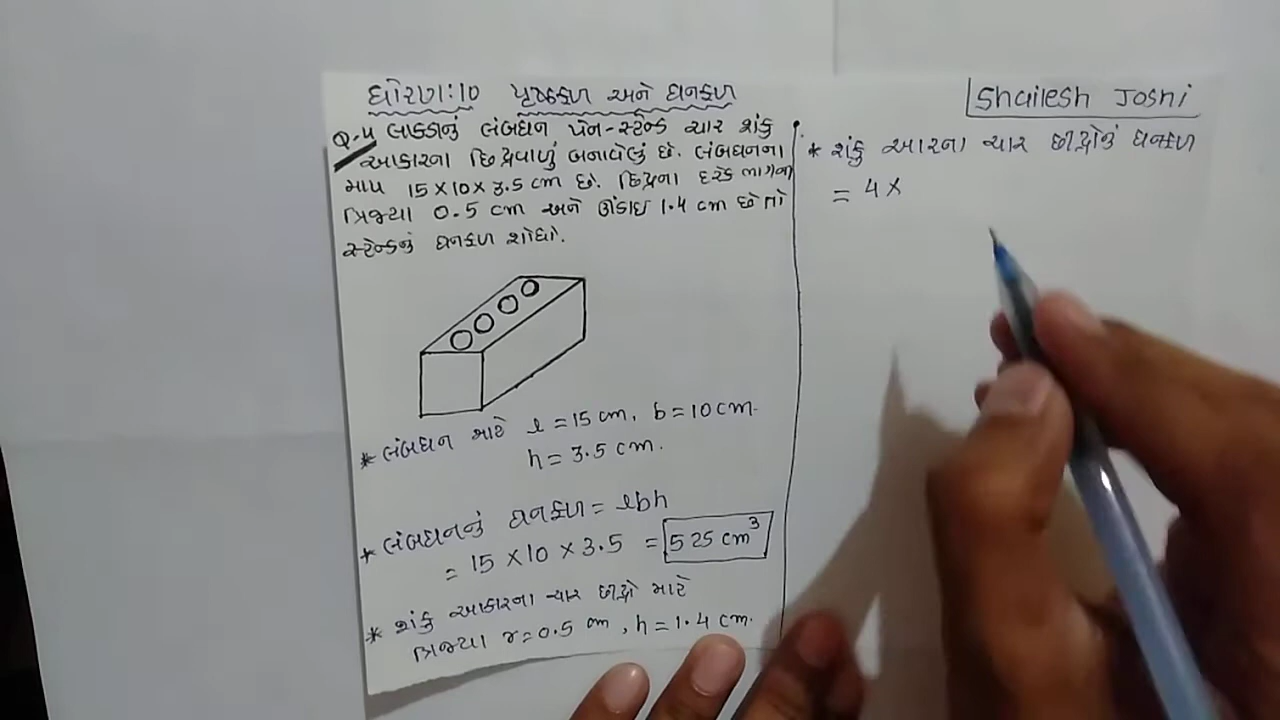 ધોરણ:10 પૃષ્ઠફળ અને ઘનફળ
Shailesh Joshi
Q-4 લાકડાનું લંબઘન પેન-સ્ટેન્ડ ચાર શંકુ
આકારના છિદ્રોવાળું બનાવેલું છે. લંબઘનના
માપ 15×10×3.5 cm છે. છિદ્રના દરેક ભાગની
ત્રિજ્યા 0.5 cm અને ઊંડાઇ 1.4 cm છે તો
સ્ટેન્ડનું ઘનફળ શોધો.
* લંબઘન માટે l = 15 cm, b = 10 cm.
h = 3.5 cm.
* લંબઘનનું ઘનફળ = lbh
= 15 × 10 × 3.5 = 525 cm³
* શંકુ આકારના ચાર છીદ્રો માટે
ત્રિજ્યા r = 0.5 cm, h = 1.4 cm.
* શંકુ આકારના ચાર છીદ્રોનું ઘનફળ
= 4 ×